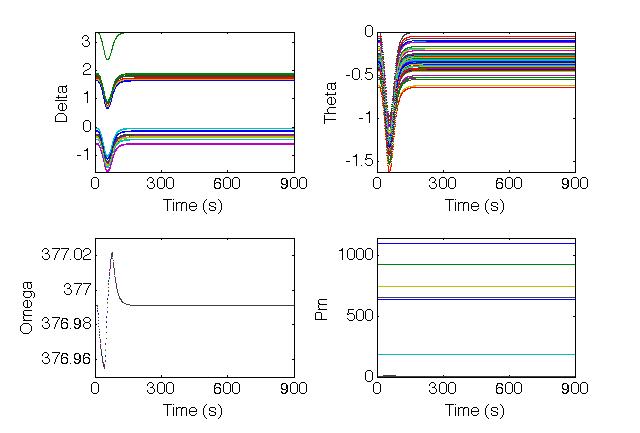 3
2
1
0
-1
Delta
0 300 600 900
Time (s)
0
-0.5
-1
-1.5
Theta
0 300 600 900
Time (s)
377.02
377
376.98
376.96
Omega
0 300 600 900
Time (s)
1000
500
0
Pm
0 300 600 900
Time (s)